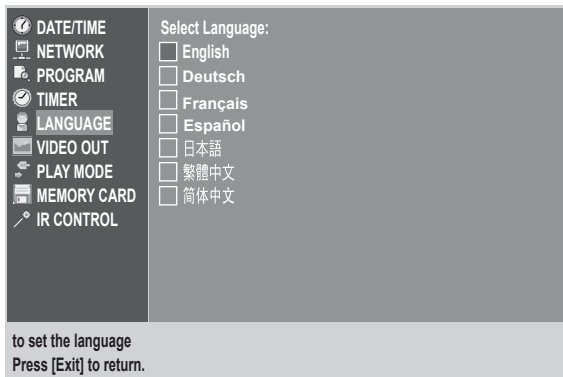 DATE/TIME
NETWORK
PROGRAM
TIMER
LANGUAGE
VIDEO OUT
PLAY MODE
MEMORY CARD
IR CONTROL
Select Language:
English
Deutsch
Français
Español
日本語
繁體中文
简体中文
to set the language
Press [Exit] to return.